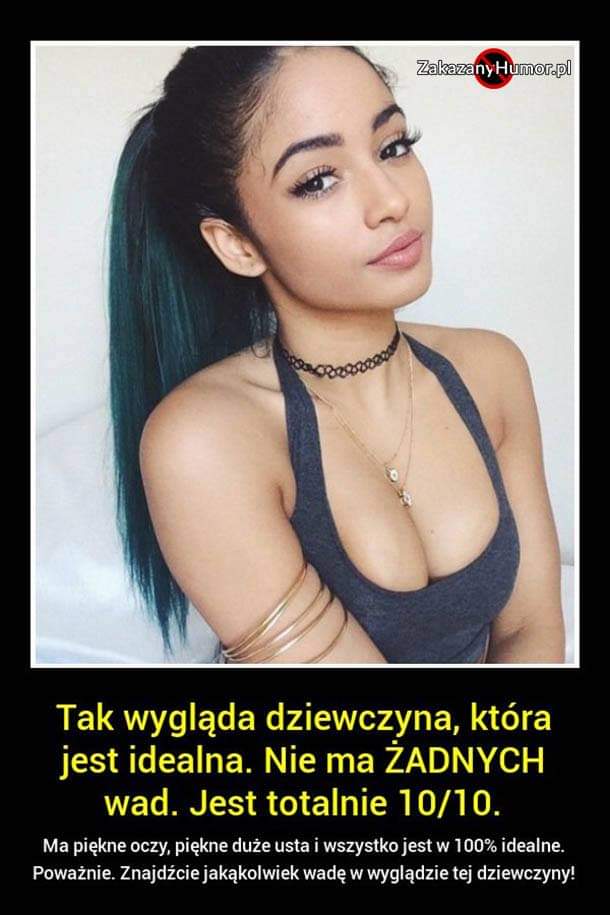 ZakazanyHumor.pl
Tak wygląda dziewczyna, która
jest idealna. Nie ma ŻADNYCH
wad. Jest totalnie 10/10.
Ma piękne oczy, piękne duże usta i wszystko jest w 100% idealne.
Poważnie. Znajdźcie jakąkolwiek wadę w wyglądzie tej dziewczyny!